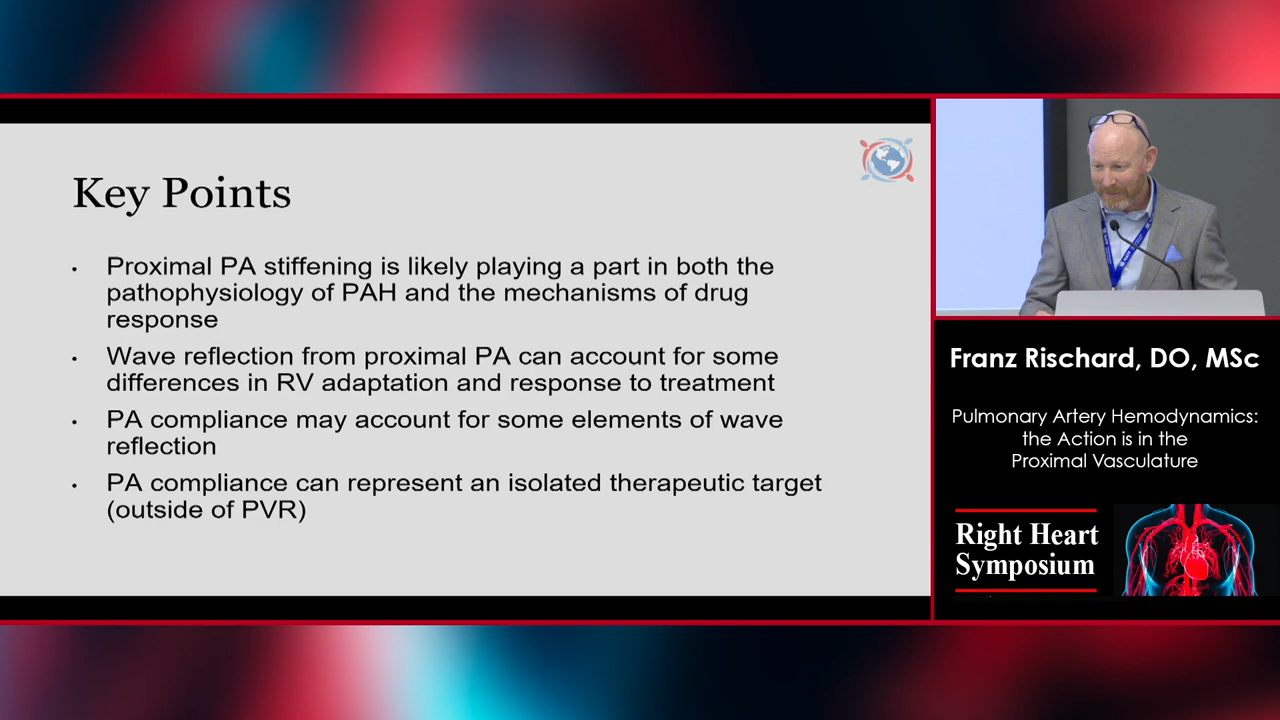 Key Points
• Proximal PA stiffening is likely playing a part in both the
pathophysiology of PAH and the mechanisms of drug
response
• Wave reflection from proximal PA can account for some
differences in RV adaptation and response to treatment
• PA compliance may account for some elements of wave
reflection
• PA compliance can represent an isolated therapeutic target
(outside of PVR)
Franz Rischard, DO, MSc
Pulmonary Artery Hemodynamics:
the Action is in the
Proximal Vasculature
Right Heart
Symposium